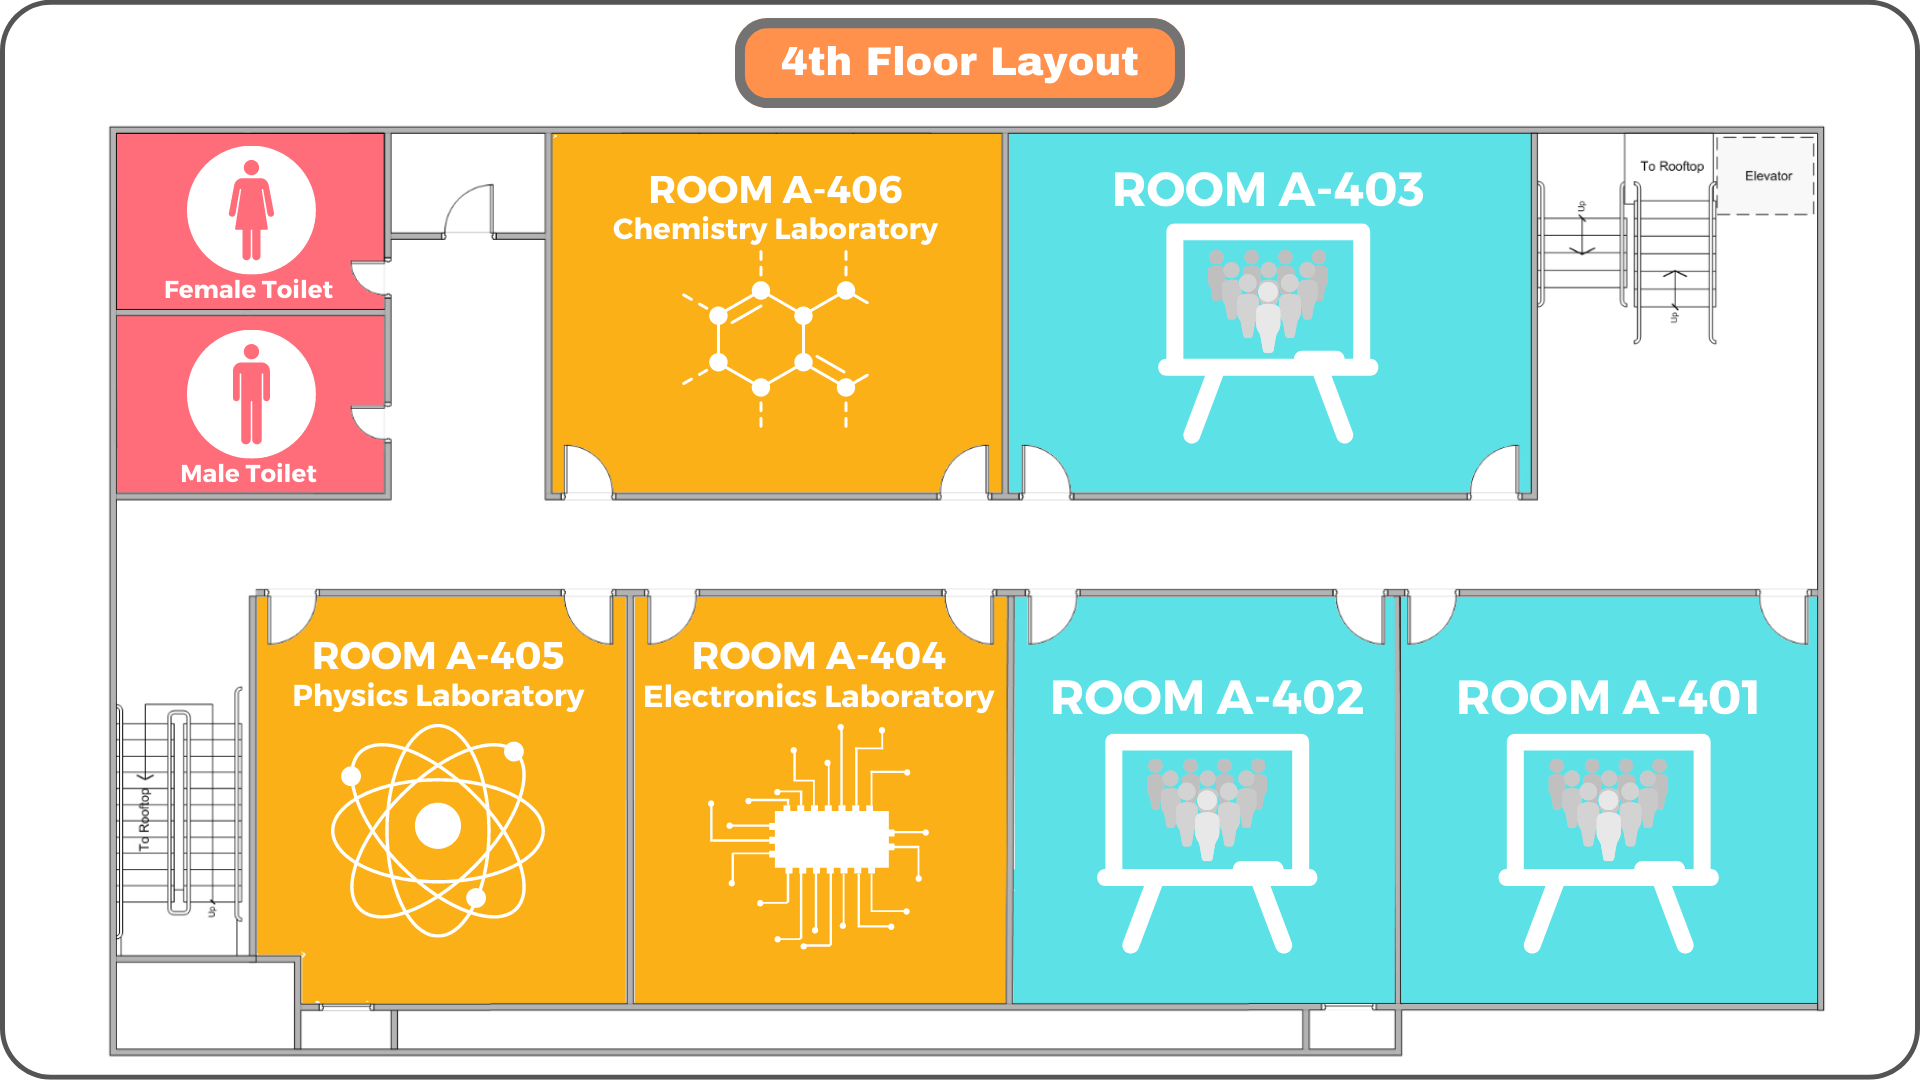 4th Floor Layout
Female Toilet
Male Toilet
ROOM A-406
Chemistry Laboratory
ROOM A-403
To Rooftop
Elevator
Up
Up
ROOM A-405
Physics Laboratory
ROOM A-404
Electronics Laboratory
ROOM A-402
ROOM A-401
To Rooftop
Up